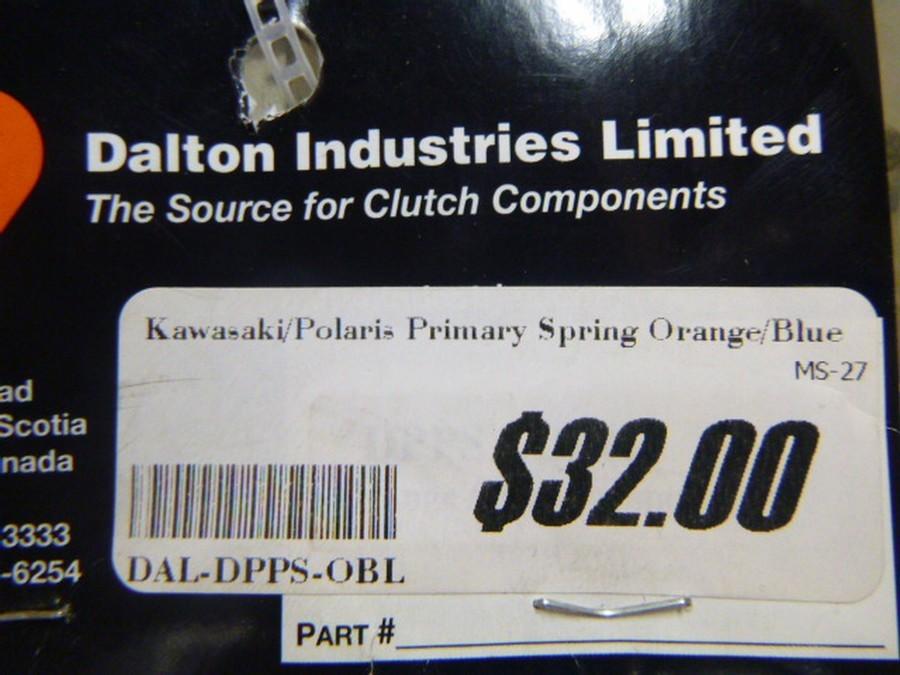 Dalton Industries Limited
The Source for Clutch Components
Kawasaki/Polaris Primary Spring Orange/Blue
MS-27
$32.00
DAL-DPPS-OBL
PART #
ad
Scotia
nada
-3333
-6254